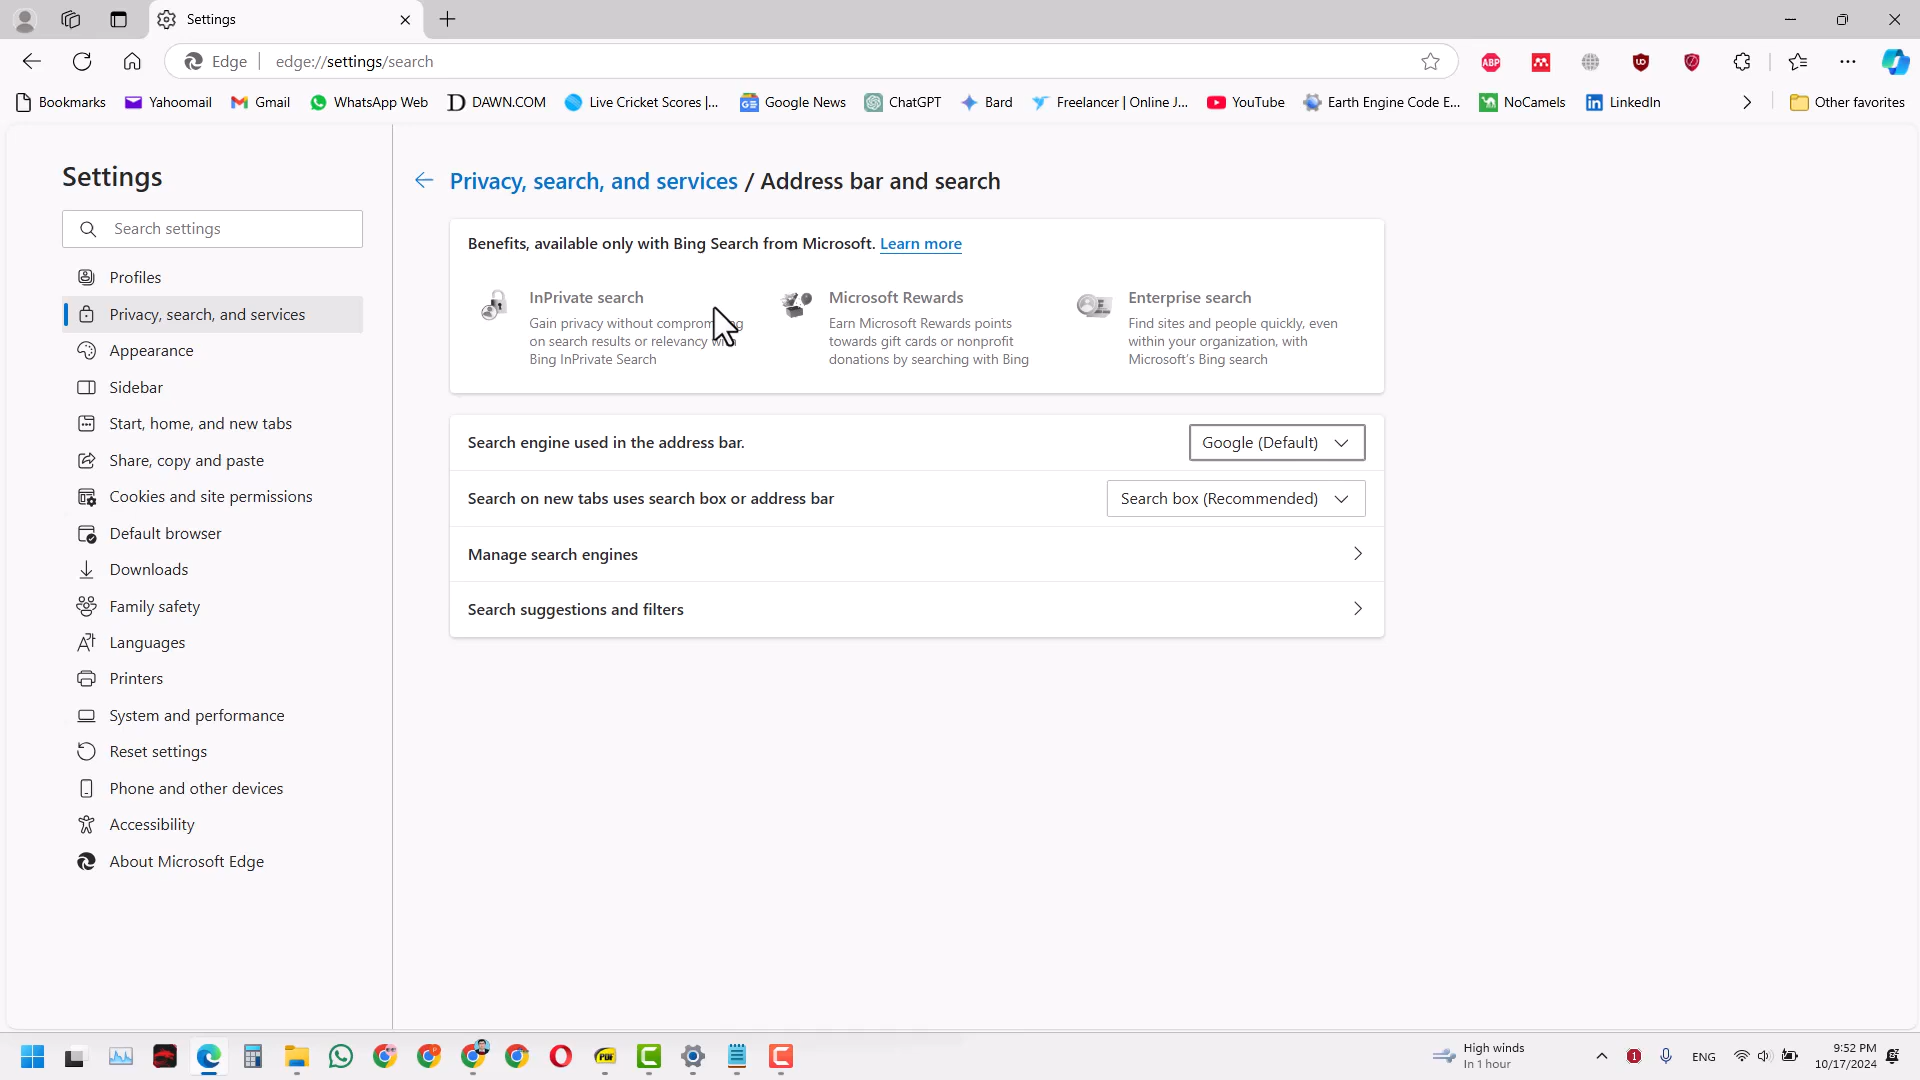 Settings
Edge
edge://settings/search
ABP
Bookmarks
Yahoomail
Gmail
WhatsApp Web
DAWN.COM
Live Cricket Scores |...
Google News
ChatGPT
Bard
Freelancer | Online J...
YouTube
Earth Engine Code E...
NoCamels
LinkedIn
Other favorites
Settings
Search settings
Profiles
Privacy, search, and services
Appearance
Sidebar
Start, home, and new tabs
Share, copy and paste
Cookies and site permissions
Default browser
Downloads
Family safety
Languages
Printers
System and performance
Reset settings
Phone and other devices
Accessibility
About Microsoft Edge
Privacy, search, and services / Address bar and search
Benefits, available only with Bing Search from Microsoft. Learn more
InPrivate search
Gain privacy without
on search results or relevancy
Bing InPrivate Search
Microsoft Rewards
Earn Microsoft Rewards points
towards gift cards or nonprofit
donations by searching with Bing
Enterprise search
Find sites and people quickly, even
within your organization, with
Microsoft's Bing search
Search engine used in the address bar.
Google (Default)
Search on new tabs uses search box or address bar
Search box (Recommended)
Manage search engines
Search suggestions and filters
PDF
High winds
In 1 hour
1
ENG
9:52 PM
10/17/2024